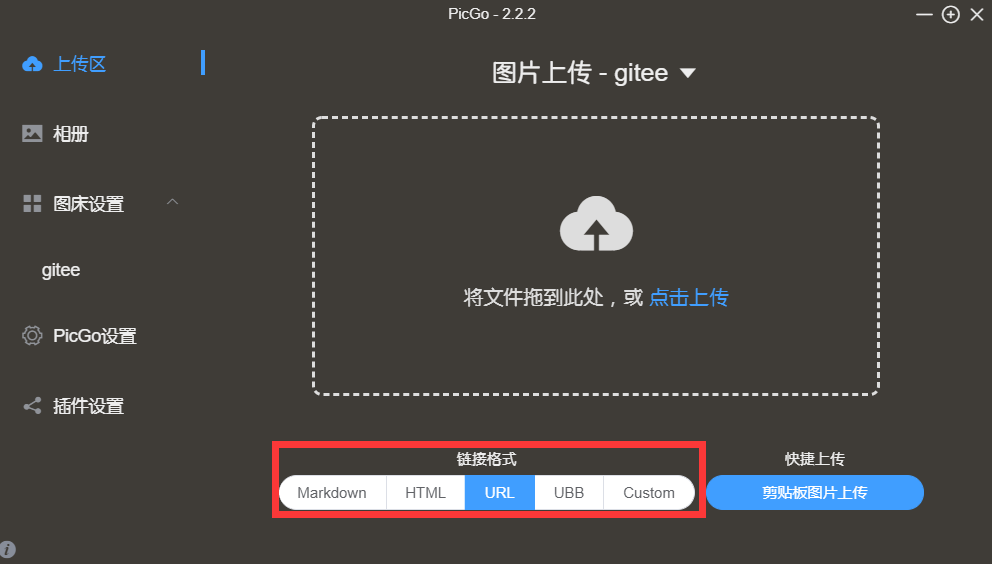 PicGo - 2.2.2
上传区
图片上传 - gitee
相册
图床设置
gitee
将文件拖到此处，或 点击上传
PicGo设置
插件设置
链接格式
快捷上传
Markdown HTML URL UBB Custom
剪贴板图片上传
i